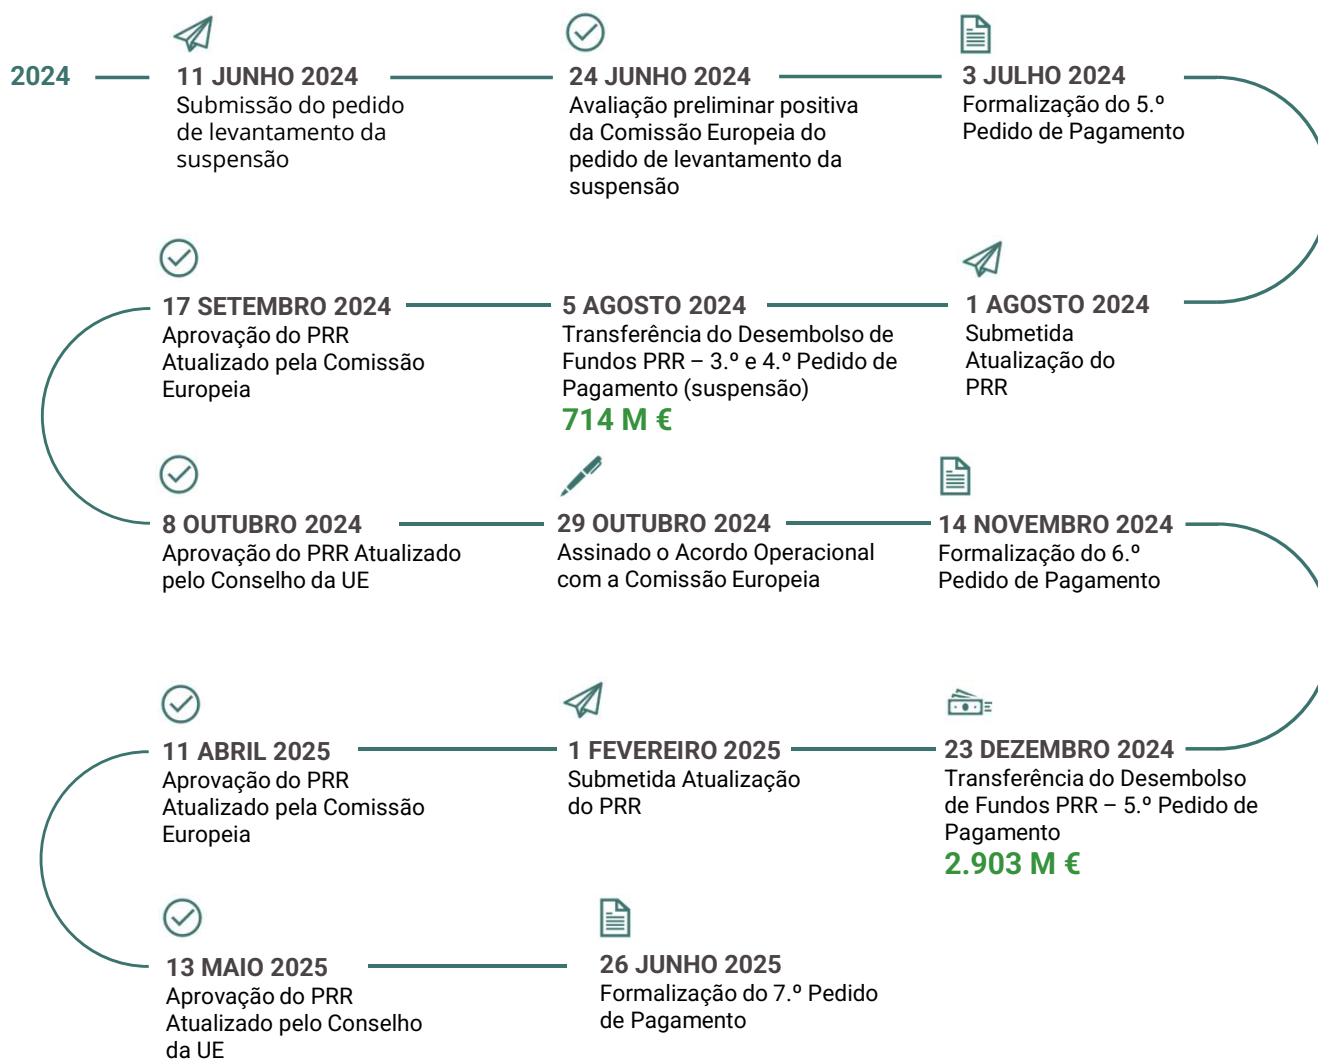 2024
11 JUNHO 2024
Submissão do pedido
de levantamento da
suspensão
24 JUNHO 2024
Avaliação preliminar positiva
da Comissão Europeia do
pedido de levantamento da
suspensão
3 JULHO 2024
Formalização do 5.º
Pedido de Pagamento
1 AGOSTO 2024
Submetida
Atualização do
PRR
5 AGOSTO 2024
Transferência do Desembolso de
Fundos PRR – 3.º e 4.º Pedido de
Pagamento (suspensão)
714 M €
17 SETEMBRO 2024
Aprovação do PRR
Atualizado pela Comissão
Europeia
8 OUTUBRO 2024
Aprovação do PRR Atualizado
pelo Conselho da UE
29 OUTUBRO 2024
Assinado o Acordo Operacional
com a Comissão Europeia
14 NOVEMBRO 2024
Formalização do 6.º
Pedido de Pagamento
23 DEZEMBRO 2024
Transferência do Desembolso
de Fundos PRR – 5.º Pedido de
Pagamento
2.903 M €
1 FEVEREIRO 2025
Submetida Atualização
do PRR
11 ABRIL 2025
Aprovação do PRR
Atualizado pela Comissão
Europeia
13 MAIO 2025
Aprovação do PRR
Atualizado pelo Conselho
da UE
26 JUNHO 2025
Formalização do 7.º Pedido
de Pagamento